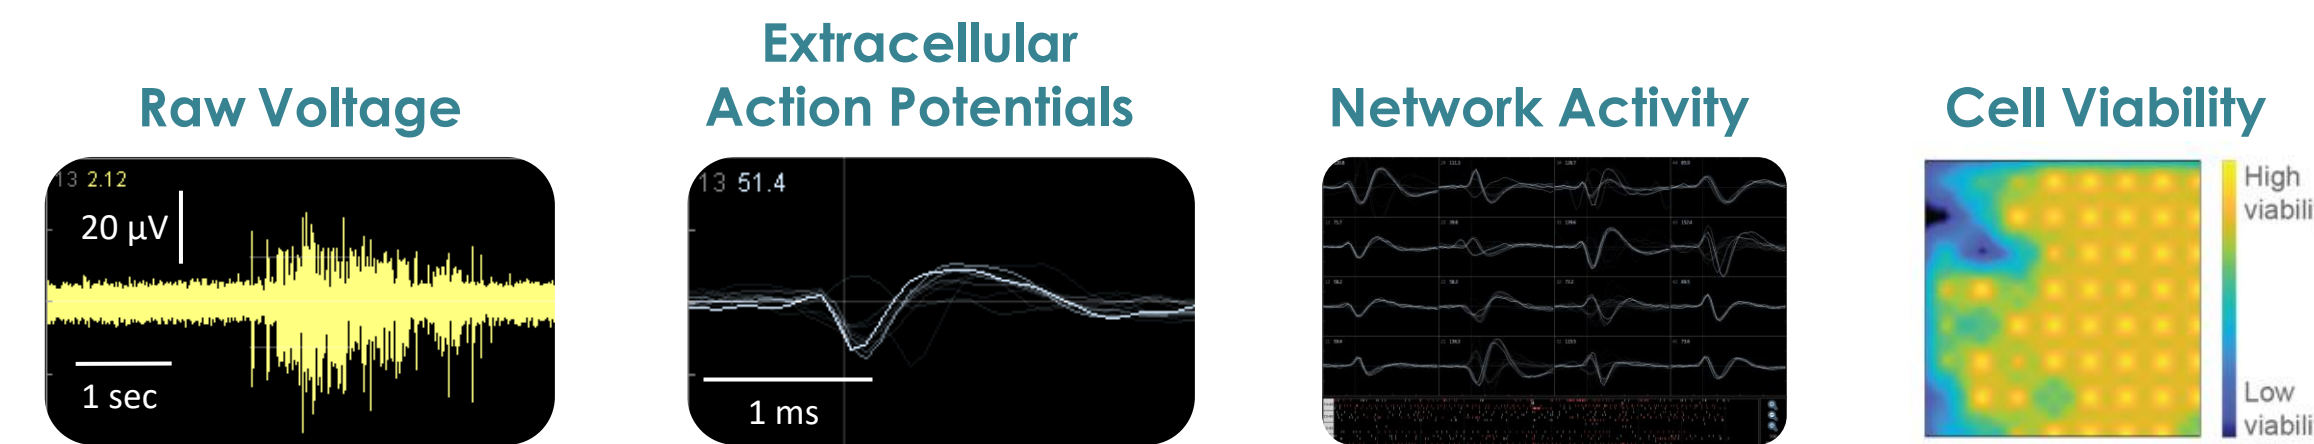 Raw Voltage
Extracellular
Action Potentials
Network Activity
Cell Viability
13 2.12
20 µV
1 sec
13 51.4
1 ms
High
viabili
Low
viabili